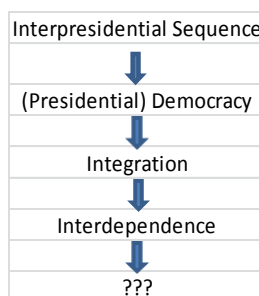 Interpresidential Sequence
(Presidential) Democracy
Integration
Interdependence
???